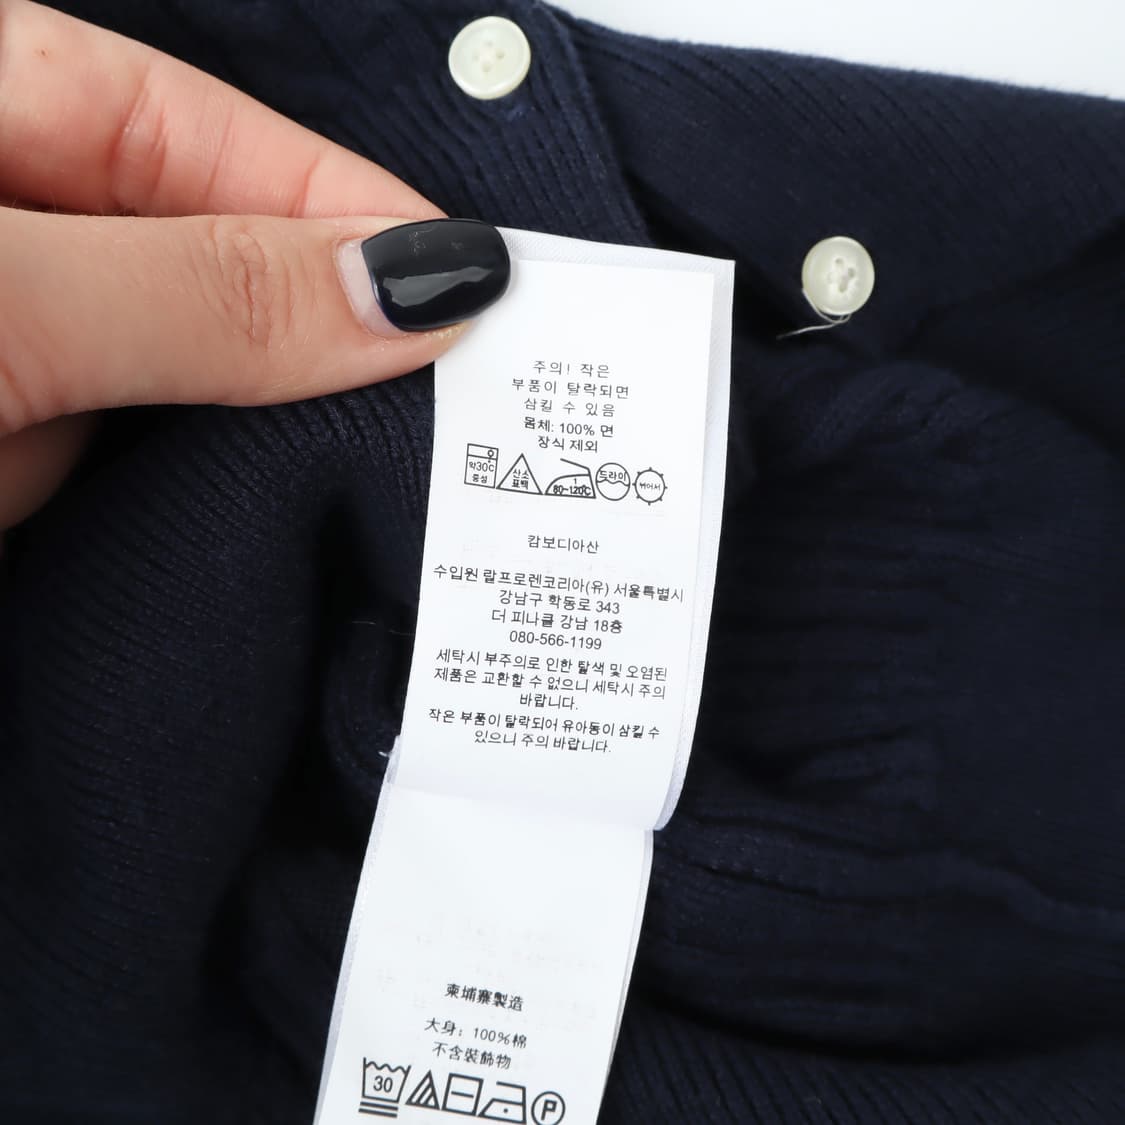 주의! 작은
부품이 탈락되면
삼킬 수 있음
몸체: 100% 면
장식 제외
약30℃ 중성
산소 표백
1 80~120℃
드라이
뉘어서
캄보디아산
수입원 랄프로렌코리아(유) 서울특별시
강남구 학동로 343
더 피나클 강남 18층
080-566-1199
세탁시 부주의로 인한 탈색 및 오염된
제품은 교환할 수 없으니 세탁시 주의
바랍니다.
작은 부품이 탈락되어 유아동이 삼킬 수
있으니 주의 바랍니다.
柬埔寨製造
大身: 100%棉
不含裝飾物
30 P